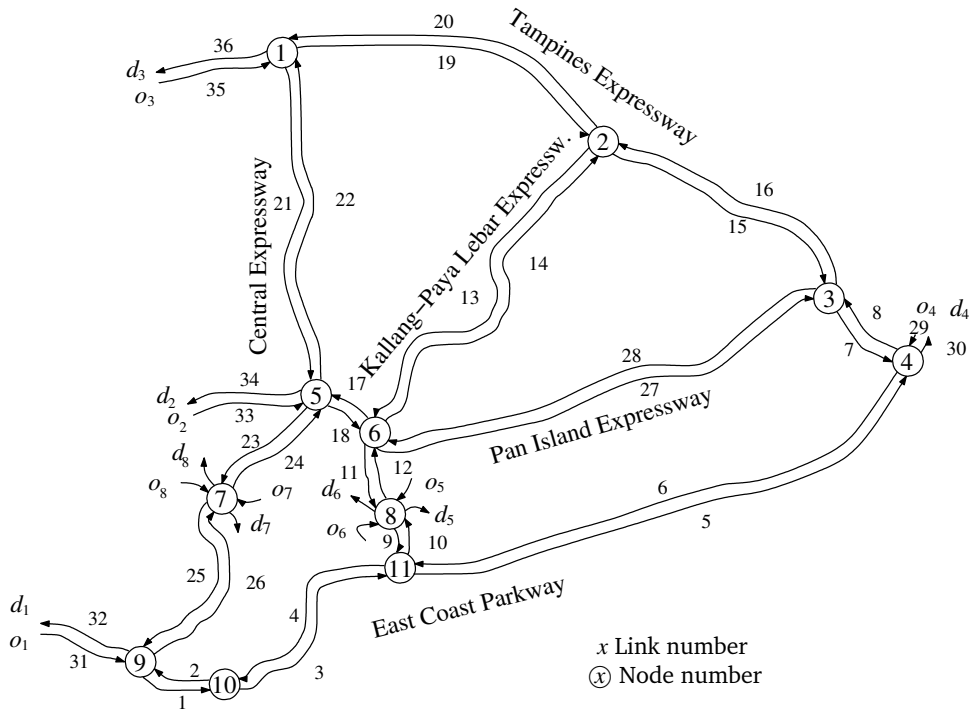 20
Tampines Expressway
36
1
19
d3
35
o3
2
Kallang–Paya Lebar Expressw.
16
21
22
Central Expressway
15
14
13
3
8
o4
d4
29
7
30
4
28
27
34
17
d2
5
o2
33
18
6
Pan Island Expressway
23
24
d8
11
12
o5
o8
7
o7
d6
6
8
d5
d7
o6
5
9
10
25
26
11
4
East Coast Parkway
d1
32
o1
31
9
3
2
10
1
x Link number
x Node number